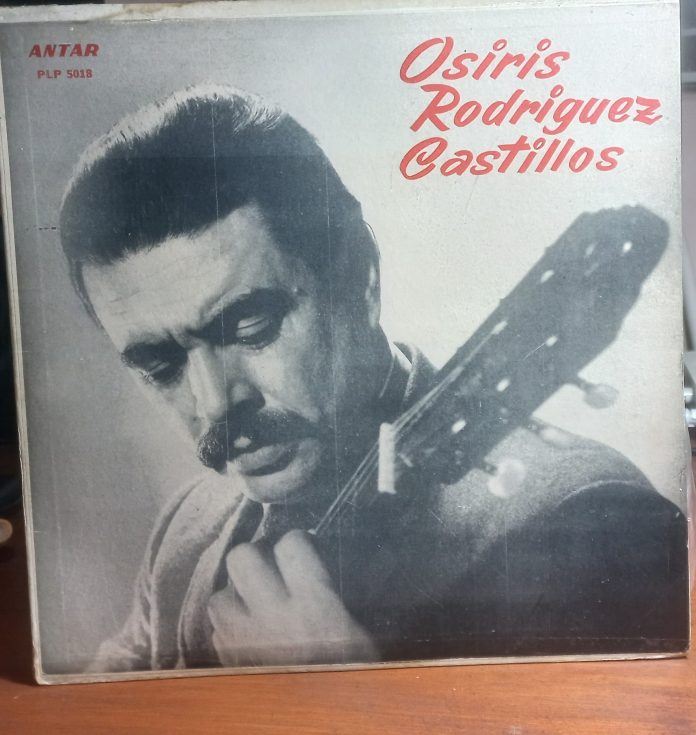 ANTAR
PLP 5018
Osiris
Rodriguez
Castillos